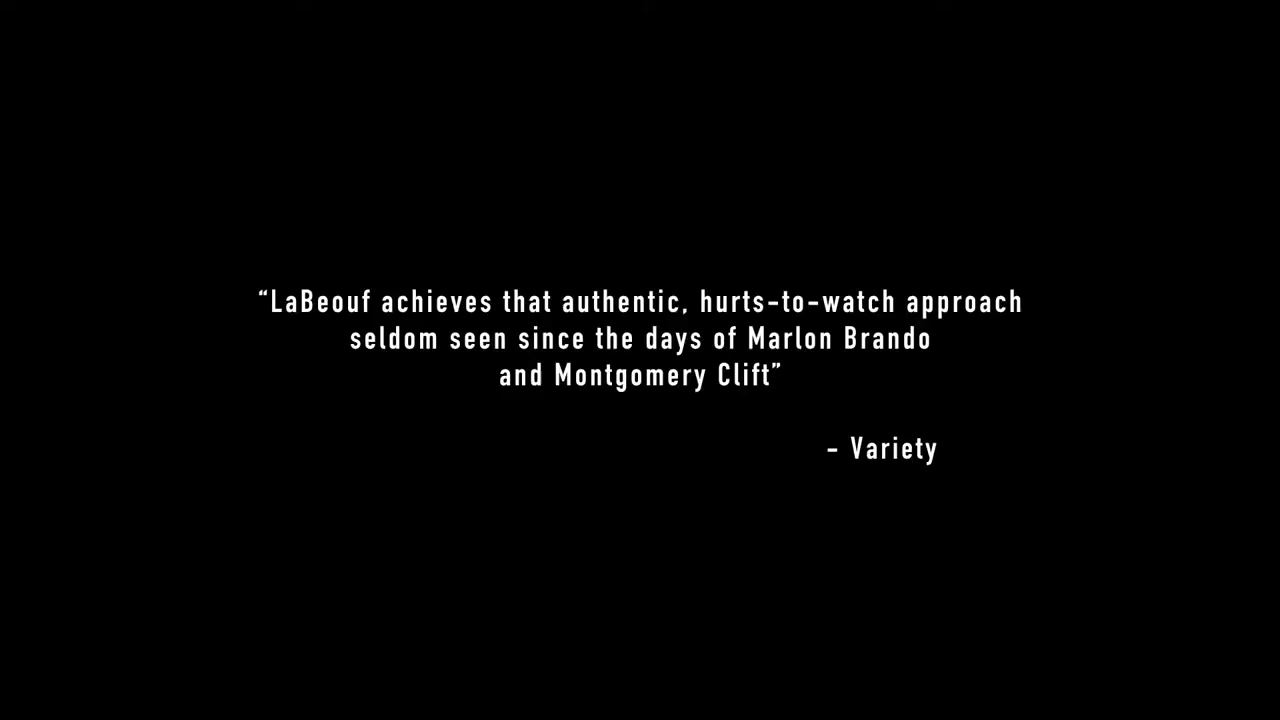 “LaBeouf achieves that authentic, hurts-to-watch approach
seldom seen since the days of Marlon Brando
and Montgomery Clift”
- Variety